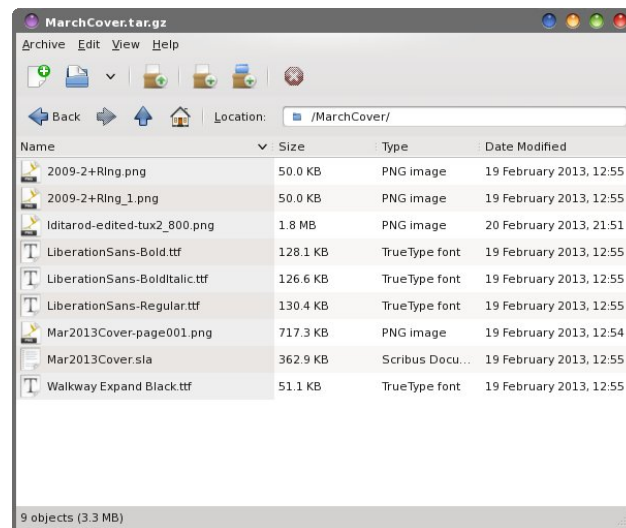 MarchCover.tar.gz
Archive Edit View Help
Back Location: /MarchCover/
Name Size Type Date Modified
2009-2+RIng.png 50.0 KB PNG image 19 February 2013, 12:55
2009-2+RIng_1.png 50.0 KB PNG image 19 February 2013, 12:55
Iditarod-edited-tux2_800.png 1.8 MB PNG image 20 February 2013, 21:51
LiberationSans-Bold.ttf 128.1 KB TrueType font 19 February 2013, 12:55
LiberationSans-BoldItalic.ttf 126.6 KB TrueType font 19 February 2013, 12:55
LiberationSans-Regular.ttf 130.4 KB TrueType font 19 February 2013, 12:55
Mar2013Cover-page001.png 717.3 KB PNG image 19 February 2013, 12:54
Mar2013Cover.sla 362.9 KB Scribus Docu... 19 February 2013, 12:55
Walkway Expand Black.ttf 51.1 KB TrueType font 19 February 2013, 12:55
9 objects (3.3 MB)